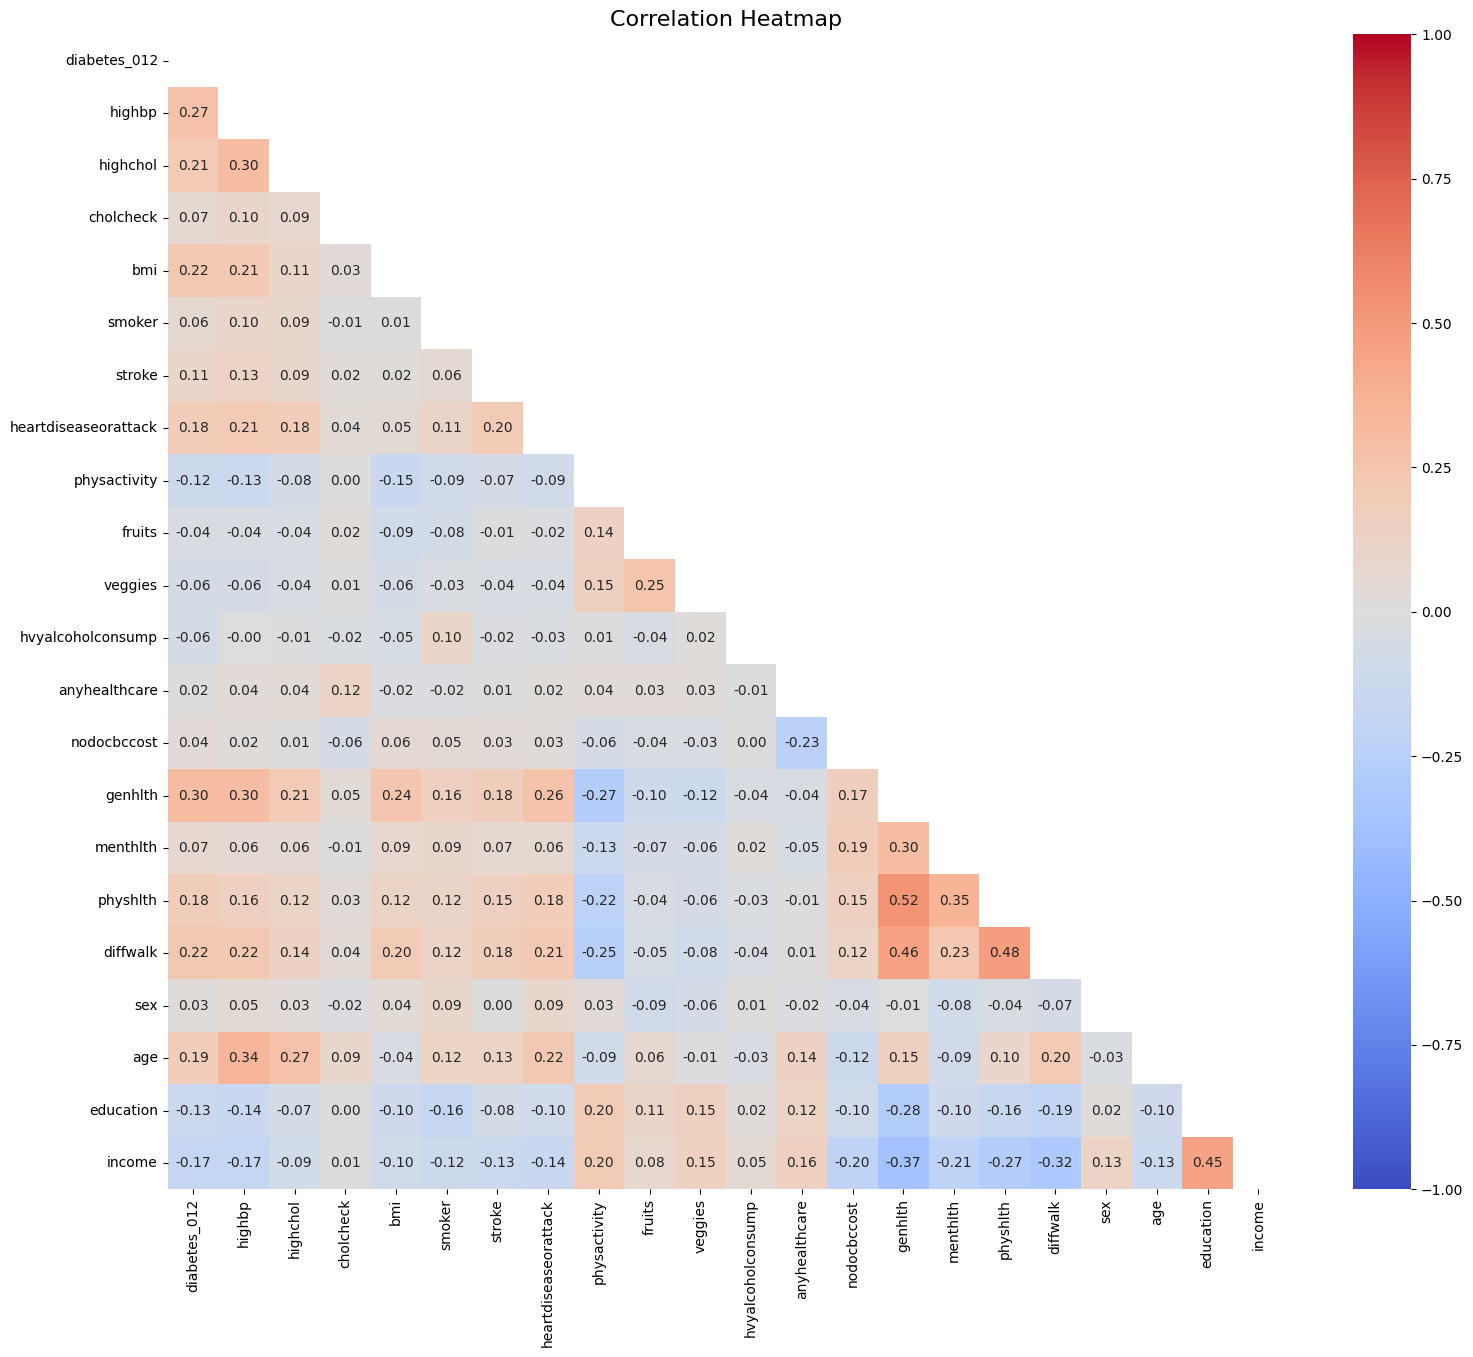 Correlation Heatmap
diabetes_012
highbp 0.27
highchol 0.21 0.30
cholcheck 0.07 0.10 0.09
bmi 0.22 0.21 0.11 0.03
smoker 0.06 0.10 0.09 -0.01 0.01
stroke 0.11 0.13 0.09 0.02 0.02 0.06
heartdiseaseorattack 0.18 0.21 0.18 0.04 0.05 0.11 0.20
physactivity -0.12 -0.13 -0.08 0.00 -0.15 -0.09 -0.07 -0.09
fruits -0.04 -0.04 -0.04 0.02 -0.09 -0.08 -0.01 -0.02 0.14
veggies -0.06 -0.06 -0.04 0.01 -0.06 -0.03 -0.04 -0.04 0.15 0.25
hvyalcoholconsump -0.06 -0.00 -0.01 -0.02 -0.05 0.10 -0.02 -0.03 0.01 -0.04 0.02
anyhealthcare 0.02 0.04 0.04 0.12 -0.02 -0.02 0.01 0.02 0.04 0.03 0.03 -0.01
nodocbccost 0.04 0.02 0.01 -0.06 0.06 0.05 0.03 0.03 -0.06 -0.04 -0.03 0.00 -0.23
genhlth 0.30 0.30 0.21 0.05 0.24 0.16 0.18 0.26 -0.27 -0.10 -0.12 -0.04 -0.04 0.17
menthlth 0.07 0.06 0.06 -0.01 0.09 0.09 0.07 0.06 -0.13 -0.07 -0.06 0.02 -0.05 0.19 0.30
physhlth 0.18 0.16 0.12 0.03 0.12 0.12 0.15 0.18 -0.22 -0.04 -0.06 -0.03 -0.01 0.15 0.52 0.35
diffwalk 0.22 0.22 0.14 0.04 0.20 0.12 0.18 0.21 -0.25 -0.05 -0.08 -0.04 0.01 0.12 0.46 0.23 0.48
sex 0.03 0.05 0.03 -0.02 0.04 0.09 0.00 0.09 0.03 -0.09 -0.06 0.01 -0.02 -0.04 -0.01 -0.08 -0.04 -0.07
age 0.19 0.34 0.27 0.09 -0.04 0.12 0.13 0.22 -0.09 0.06 -0.01 -0.03 0.14 -0.12 0.15 -0.09 0.10 0.20 -0.03
education -0.13 -0.14 -0.07 0.00 -0.10 -0.16 -0.08 -0.10 0.20 0.11 0.15 0.02 0.12 -0.10 -0.28 -0.10 -0.16 -0.19 0.02 -0.10
income -0.17 -0.17 -0.09 0.01 -0.10 -0.12 -0.13 -0.14 0.20 0.08 0.15 0.05 0.16 -0.20 -0.37 -0.21 -0.27 -0.32 0.13 -0.13 0.45
diabetes_012
highbp
highchol
cholcheck
bmi
smoker
stroke
heartdiseaseorattack
physactivity
fruits
veggies
hvyalcoholconsump
anyhealthcare
nodocbccost
genhlth
menthlth
physhlth
diffwalk
sex
age
education
income
1.00
0.75
0.50
0.25
0.00
−0.25
−0.50
−0.75
−1.00